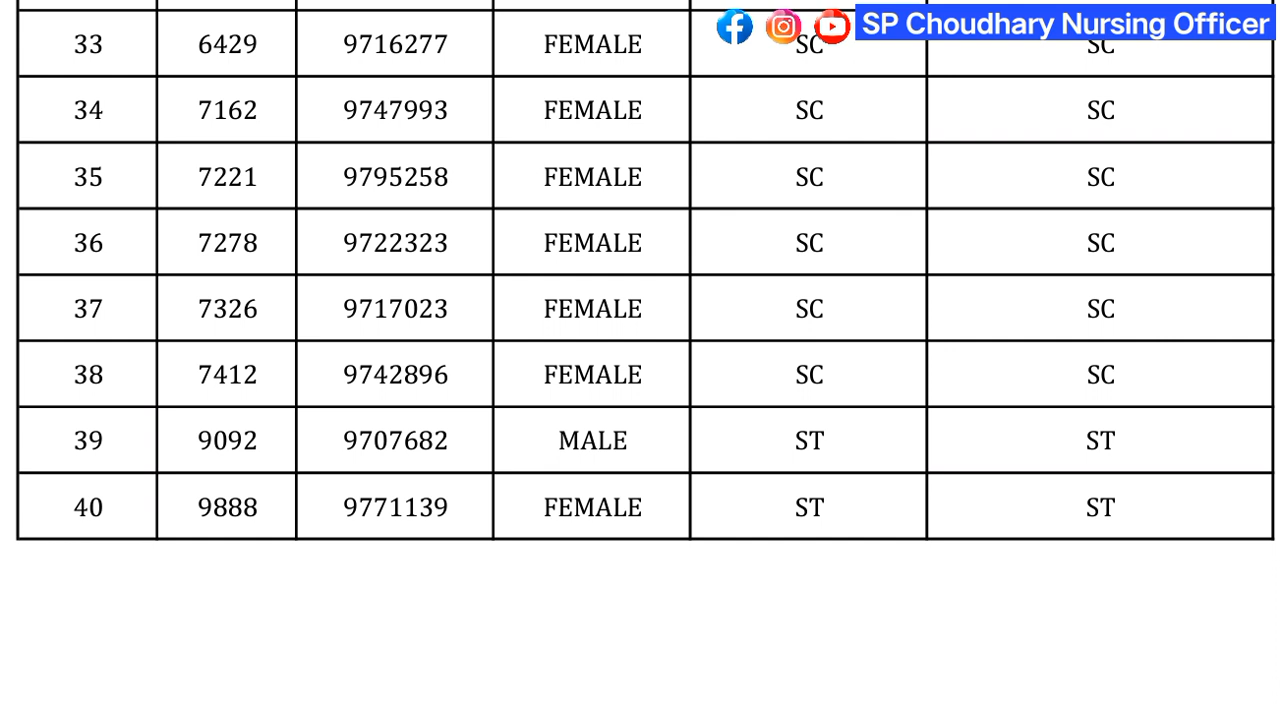 SP Choudhary Nursing Officer
33 6429 9716277 FEMALE SC SC
34 7162 9747993 FEMALE SC SC
35 7221 9795258 FEMALE SC SC
36 7278 9722323 FEMALE SC SC
37 7326 9717023 FEMALE SC SC
38 7412 9742896 FEMALE SC SC
39 9092 9707682 MALE ST ST
40 9888 9771139 FEMALE ST ST